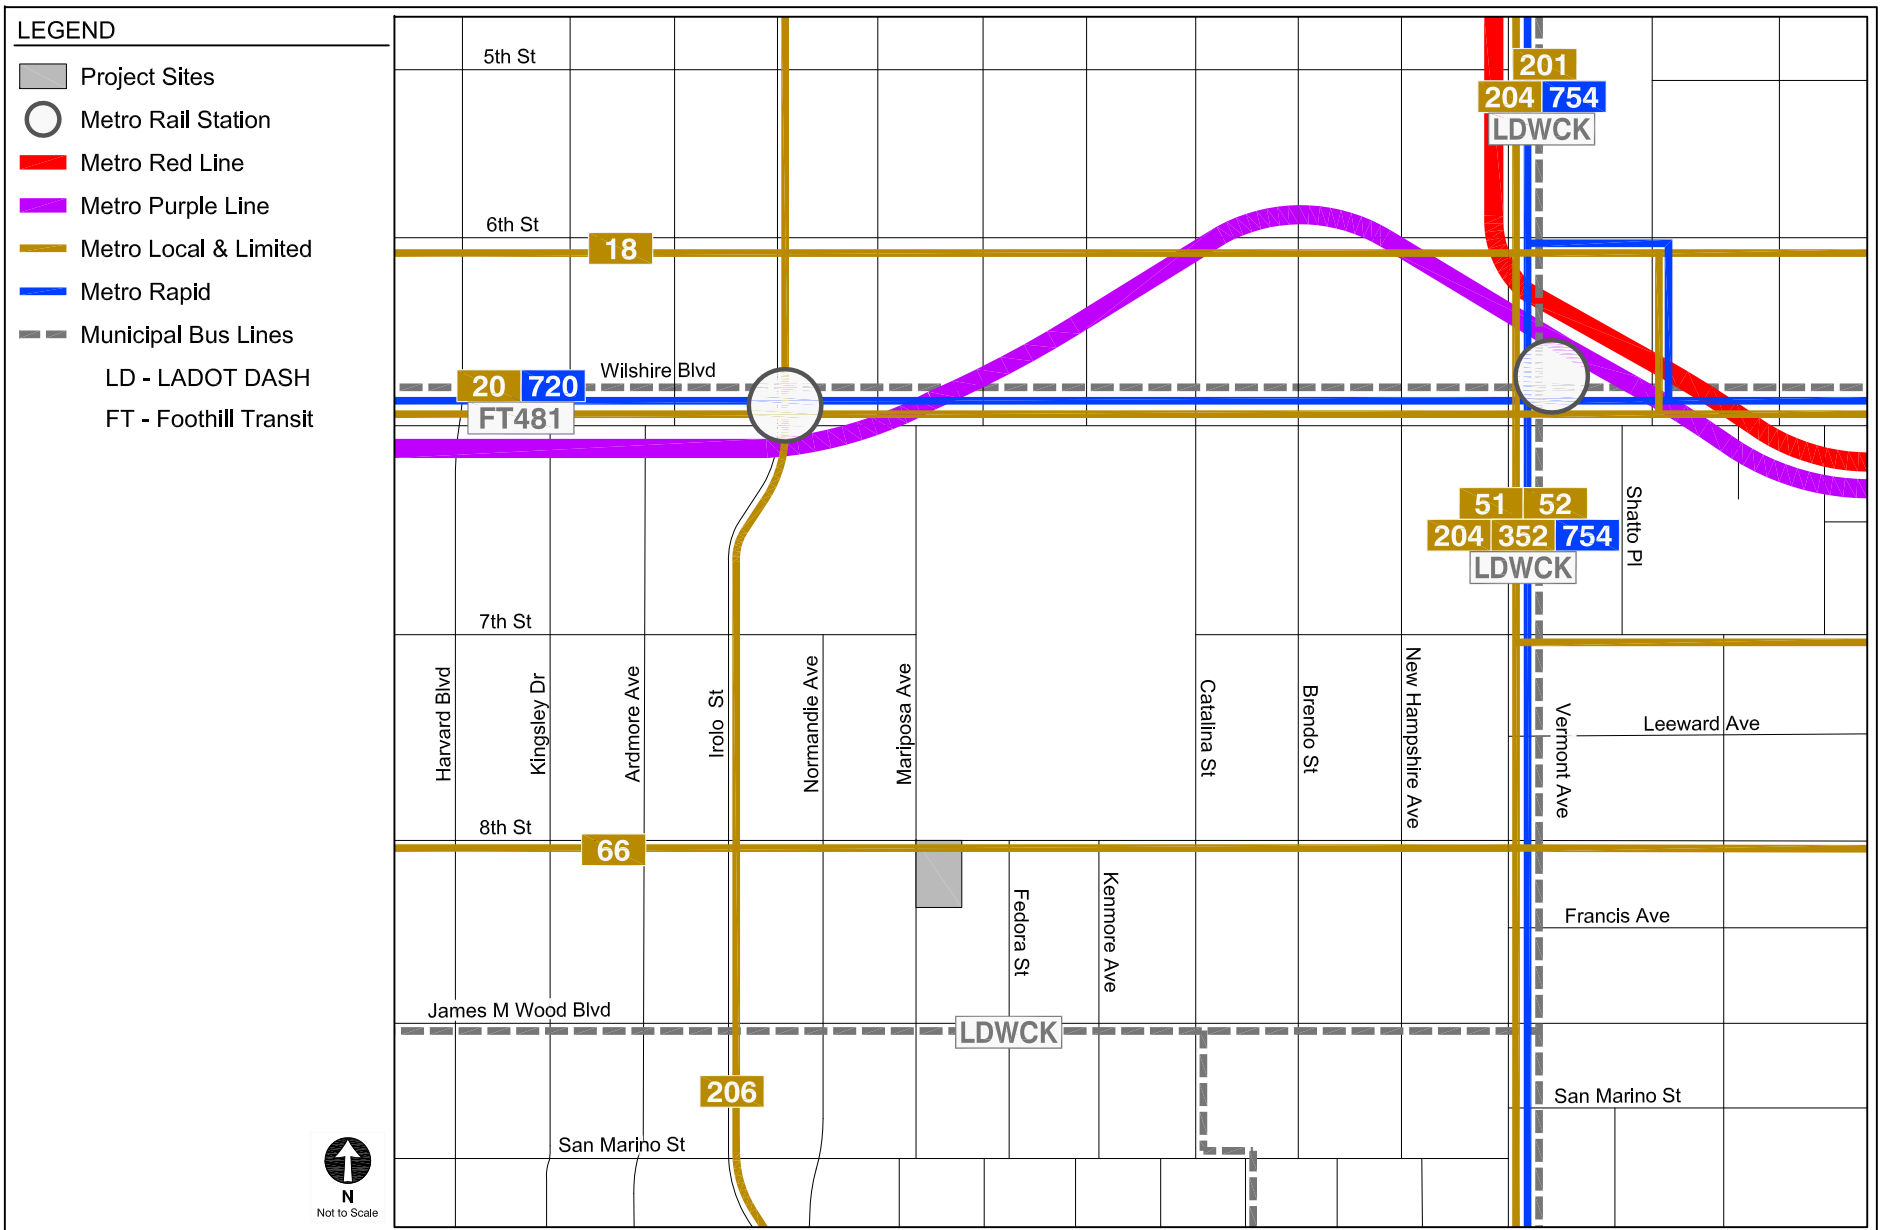 LEGEND
Project Sites
Metro Rail Station
Metro Red Line
Metro Purple Line
Metro Local & Limited
Metro Rapid
Municipal Bus Lines
LD - LADOT DASH
FT - Foothill Transit
5th St
201
204 754
LDWCK
6th St
18
Wilshire Blvd
20 720
FT481
51 52
204 352 754
LDWCK
Shatto Pl
7th St
Harvard Blvd
Kingsley Dr
Ardmore Ave
Irolo St
Normandie Ave
Mariposa Ave
Catalina St
Brendo St
New Hampshire Ave
Vermont Ave
Leeward Ave
8th St
66
Fedora St
Kenmore Ave
Francis Ave
James M Wood Blvd
LDWCK
206
San Marino St
San Marino St
N
Not to Scale